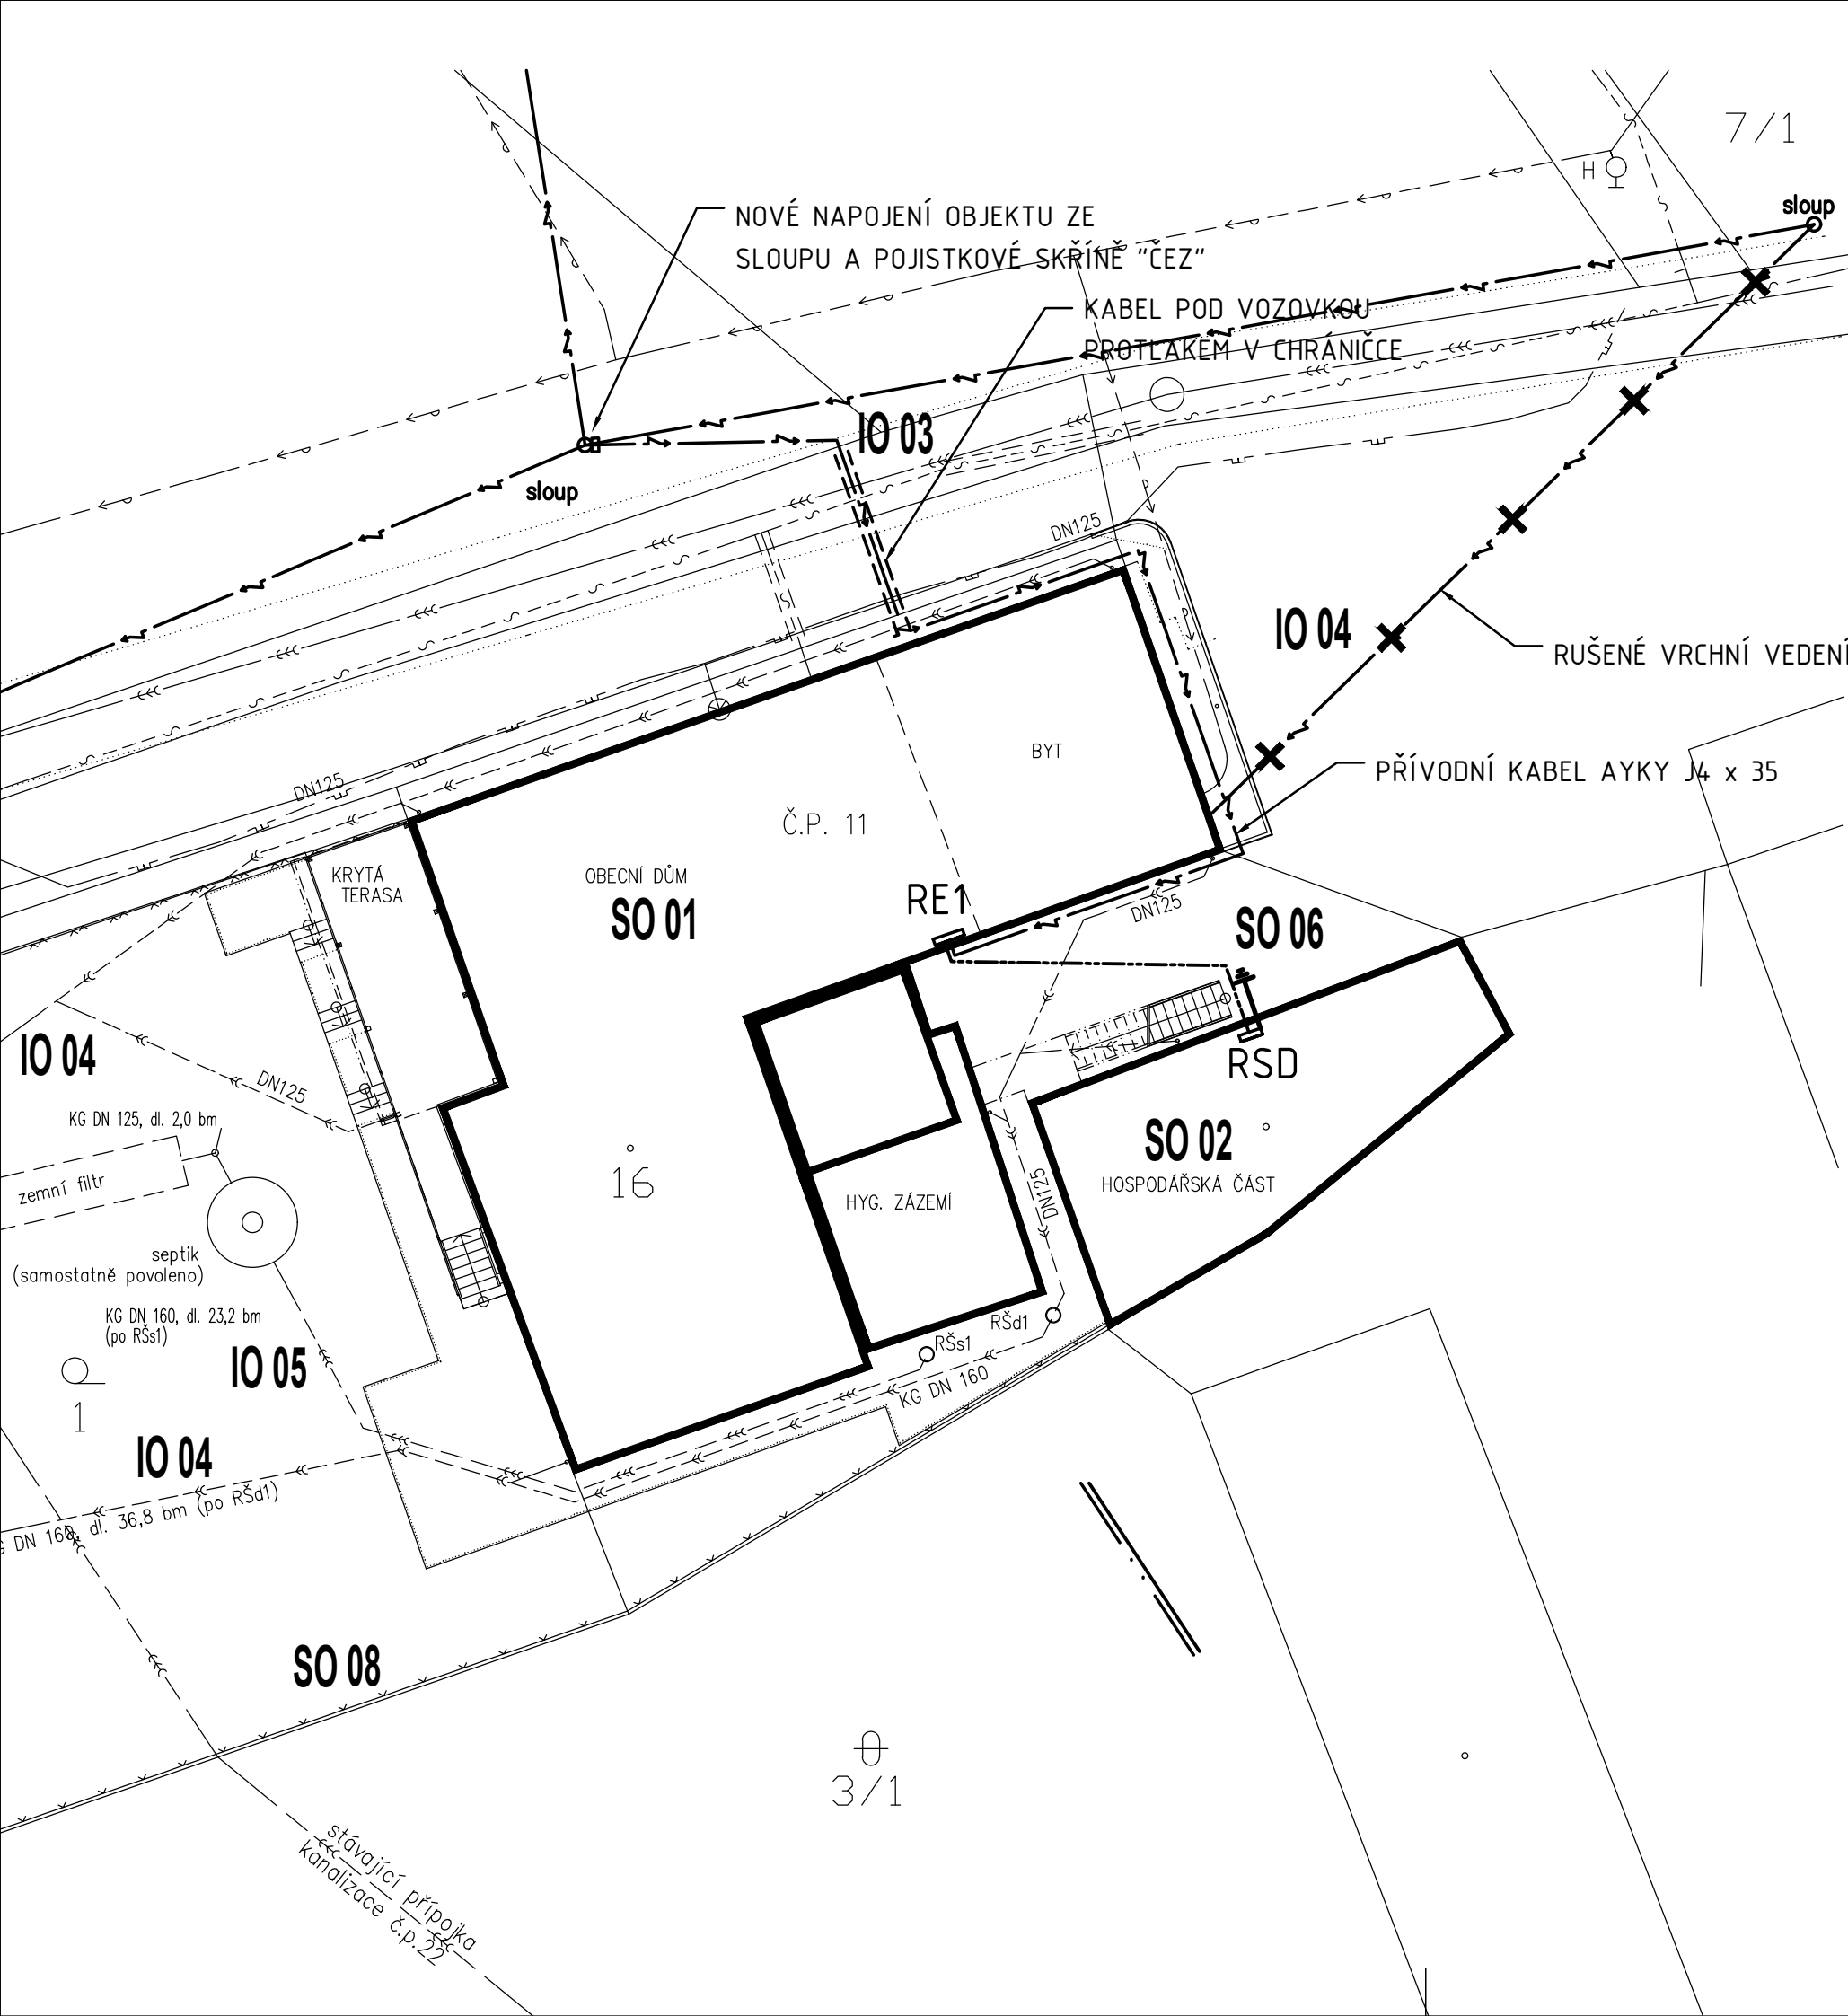 7/1
H
sloup
NOVÉ NAPOJENÍ OBJEKTU ZE
SLOUPU A POJISTKOVÉ SKŘÍNĚ "ČEZ"
KABEL POD VOZOVKOU
PROTLAKEM V CHRÁNIČCE
IO 03
sloup
DN125
IO 04
RUŠENÉ VRCHNÍ VEDENÍ
BYT
PŘÍVODNÍ KABEL AYKY J4 x 35
DN125
Č.P. 11
KRYTÁ
TERASA
OBECNÍ DŮM
SO 01
RE1
DN125
SO 06
IO 04
DN125
RSD
KG DN 125, dl. 2,0 bm
SO 02
HOSPODÁŘSKÁ ČÁST
zemní filtr
16
HYG. ZÁZEMÍ
DN125
septik
(samostatně povoleno)
KG DN 160, dl. 23,2 bm
(po RŠs1)
RŠd1
RŠs1
IO 05
KG DN 160
1
IO 04
G DN 160, dl. 36,8 bm (po RŠd1)
SO 08
3/1
stávající přípojka
kanalizace č.p.22